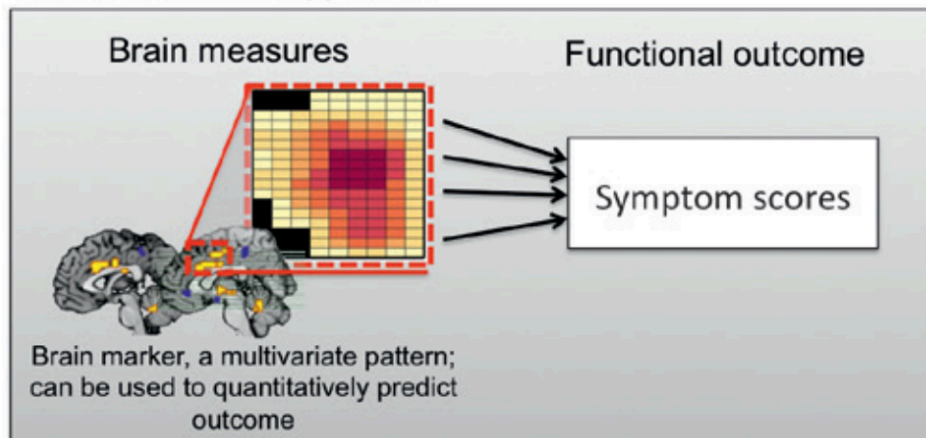 Brain measures
Functional outcome
Symptom scores
Brain marker, a multivariate pattern;
can be used to quantitatively predict
outcome